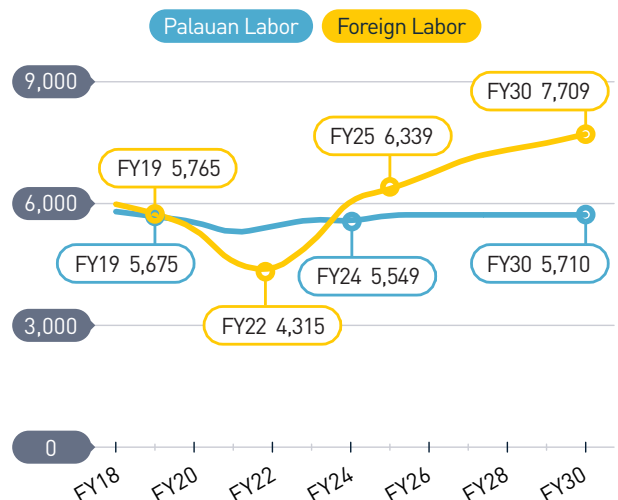 Palauan Labor Foreign Labor
9,000
FY30 7,709
FY25 6,339
FY19 5,765
6,000
FY19 5,675
FY24 5,549
FY30 5,710
FY22 4,315
3,000
0
FY18 FY20 FY22 FY24 FY26 FY28 FY30